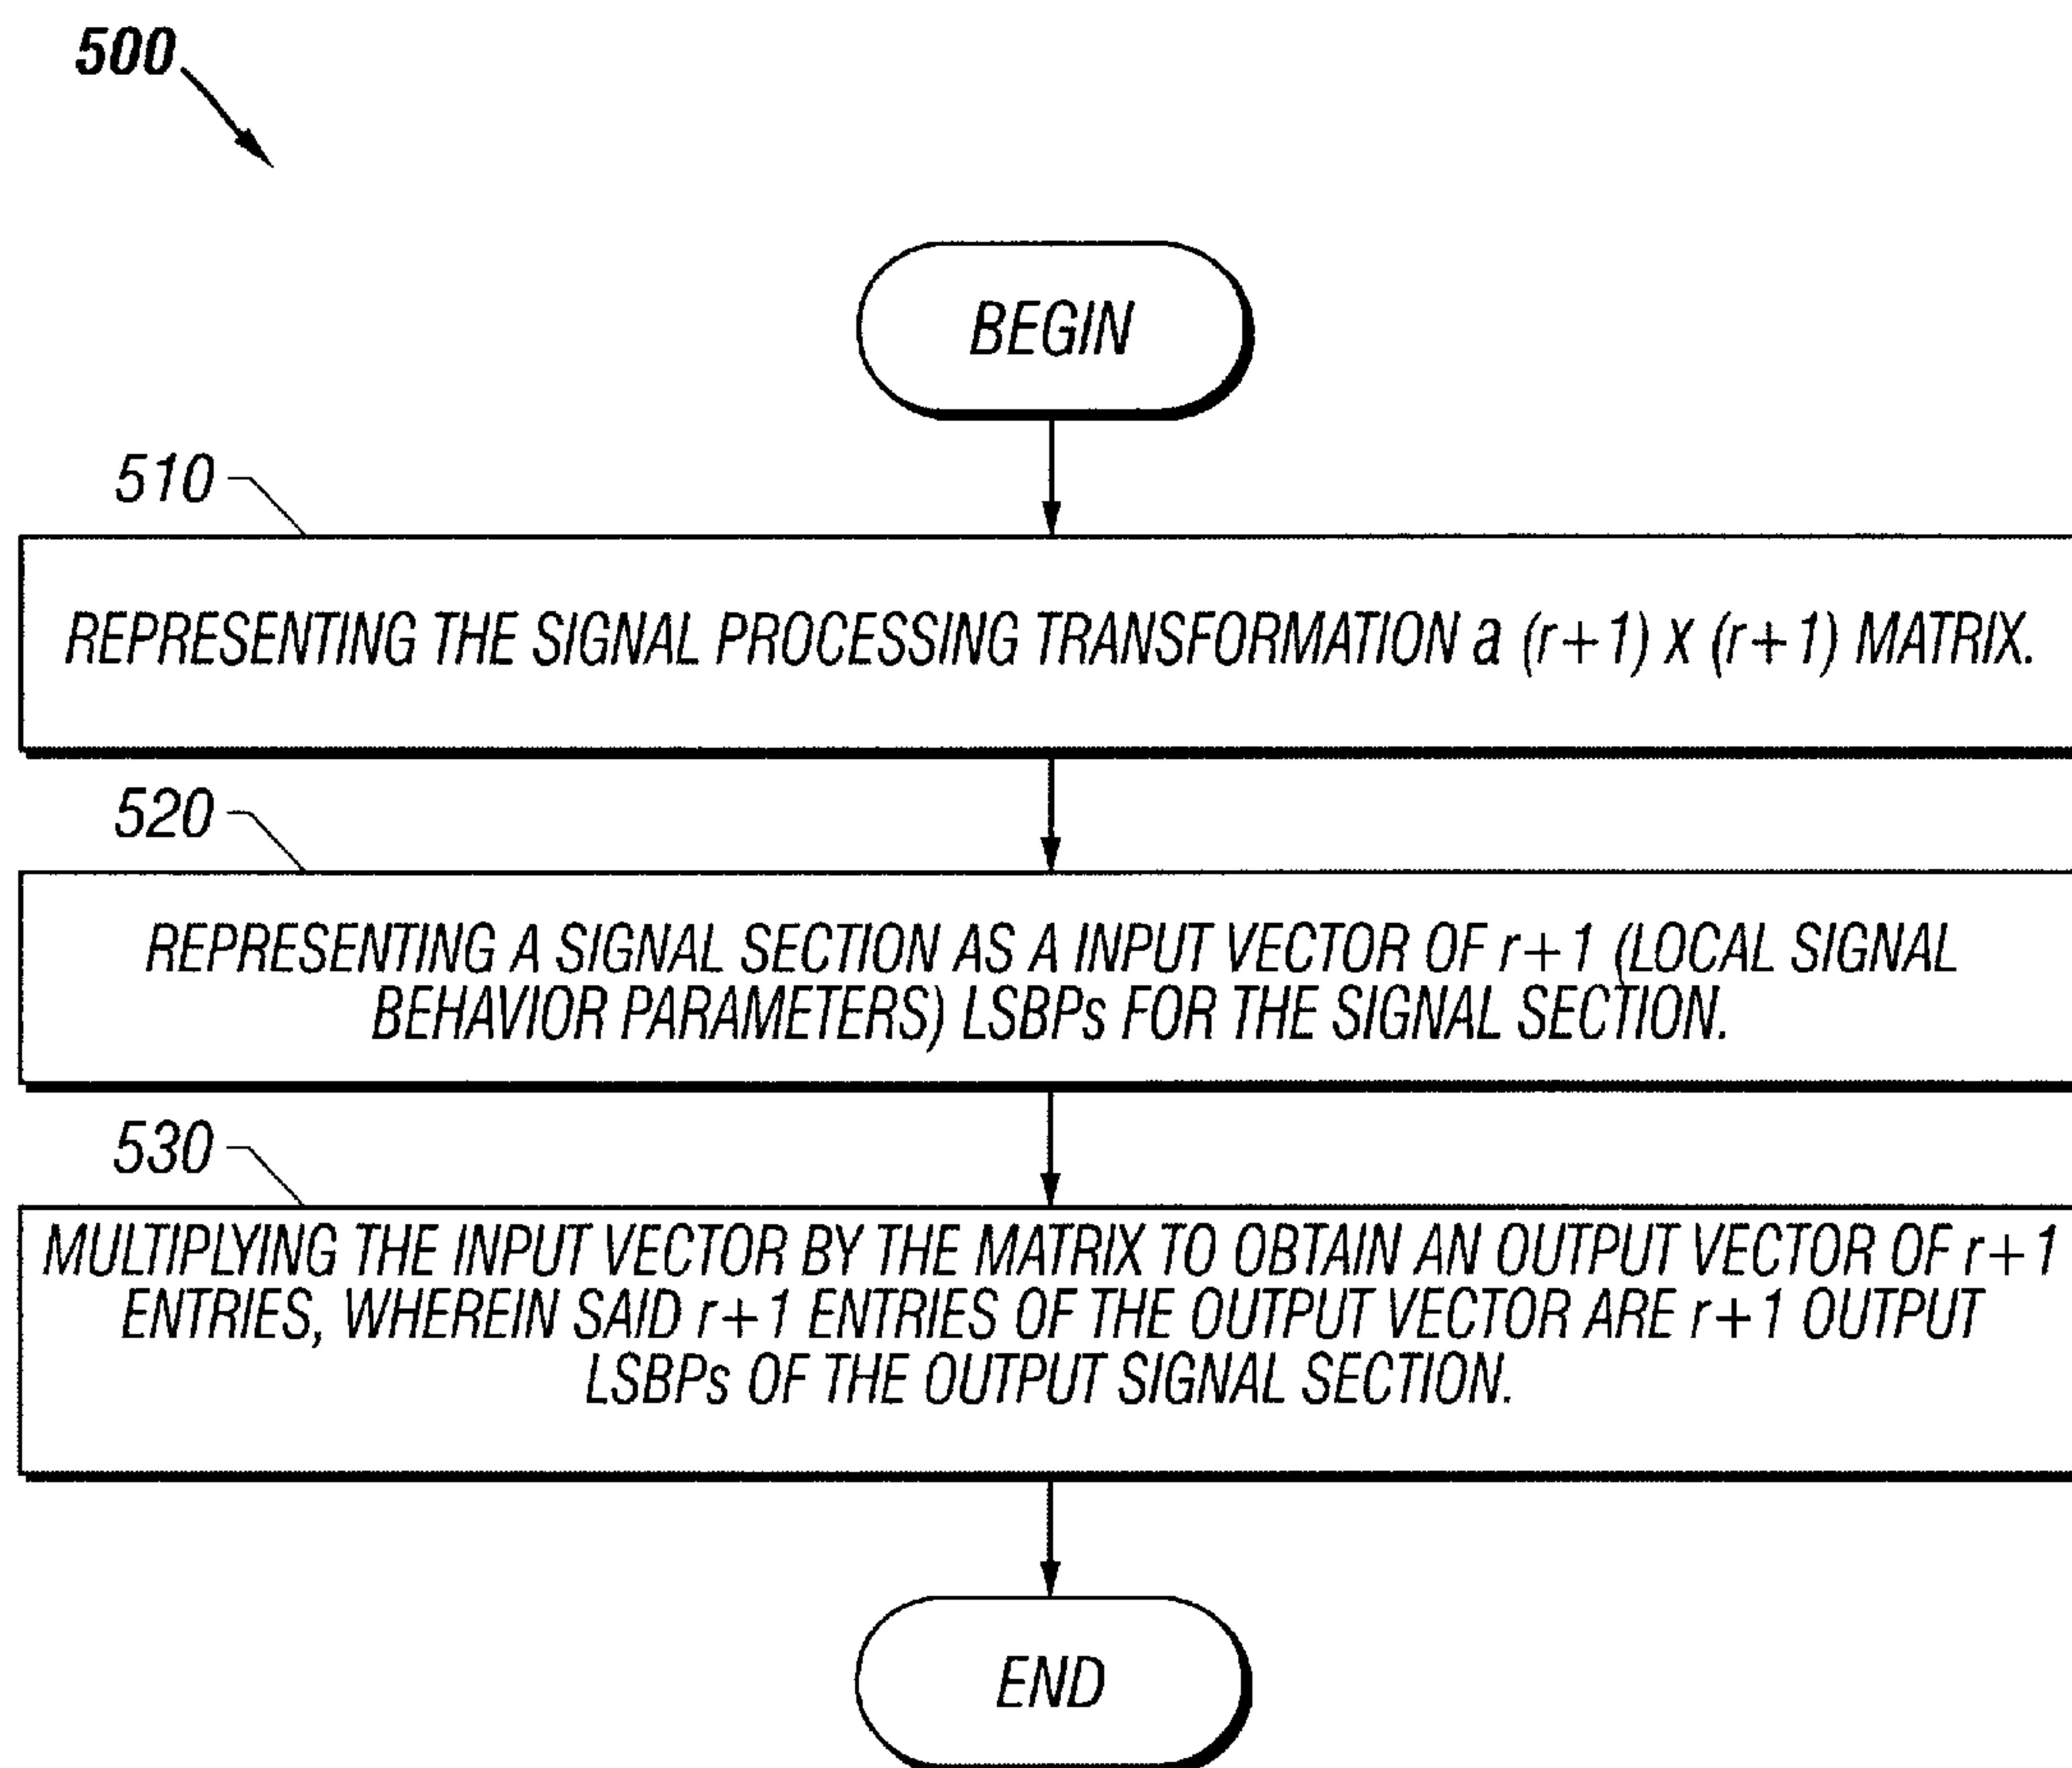 500
BEGIN
510
REPRESENTING THE SIGNAL PROCESSING TRANSFORMATION a (r+1) x (r+1) MATRIX.
520
REPRESENTING A SIGNAL SECTION AS A INPUT VECTOR OF r+1 (LOCAL SIGNAL
BEHAVIOR PARAMETERS) LSBPs FOR THE SIGNAL SECTION.
530
MULTIPLYING THE INPUT VECTOR BY THE MATRIX TO OBTAIN AN OUTPUT VECTOR OF r+1
ENTRIES, WHEREIN SAID r+1 ENTRIES OF THE OUTPUT VECTOR ARE r+1 OUTPUT
LSBPs OF THE OUTPUT SIGNAL SECTION.
END